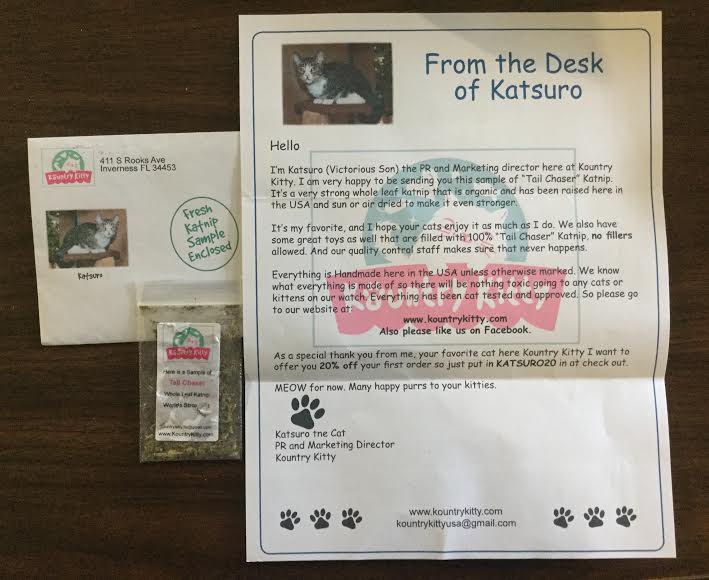 Kountry Kitty
411 S Rooks Ave
Inverness FL 34453
Fresh
Katnip
Sample
Enclosed
Katsuro
Kountry Kitty
Here is a Sample of
Tail Chaser
Whole Leaf Katnip
Worlds
www.KountryKitty.com
From the Desk
of Katsuro
Hello
I'm Katsuro (Victorious Son) the PR and Marketing director here at Kountry
Kitty. I am very happy to be sending you this sample of "Tail Chaser" Katnip.
It's a very strong whole leaf katnip that is organic and has been raised here in
the USA and sun or air dried to make it even stronger.
It's my favorite, and I hope your cats enjoy it as much as I do. We also have
some great toys as well that are filled with 100% "Tail Chaser" Katnip, no fillers
allowed. And our quality control staff makes sure that never happens.
Everything is Handmade here in the USA unless otherwise marked. We know
what everything is made of so there will be nothing toxic going to any cats or
kittens on our watch. Everything has been cat tested and approved. So please go
to our website at:
www.kountrykitty.com
Also please like us on Facebook.
As a special thank you from me, your favorite cat here Kountry Kitty I want to
offer you 20% off your first order so just put in KATSURO20 in at check out.
MEOW for now. Many happy purrs to your kitties.
Katsuro the Cat
PR and Marketing Director
Kountry Kitty
www.kountrykitty.com
kountrykittyusa@gmail.com
Kountry Kitty